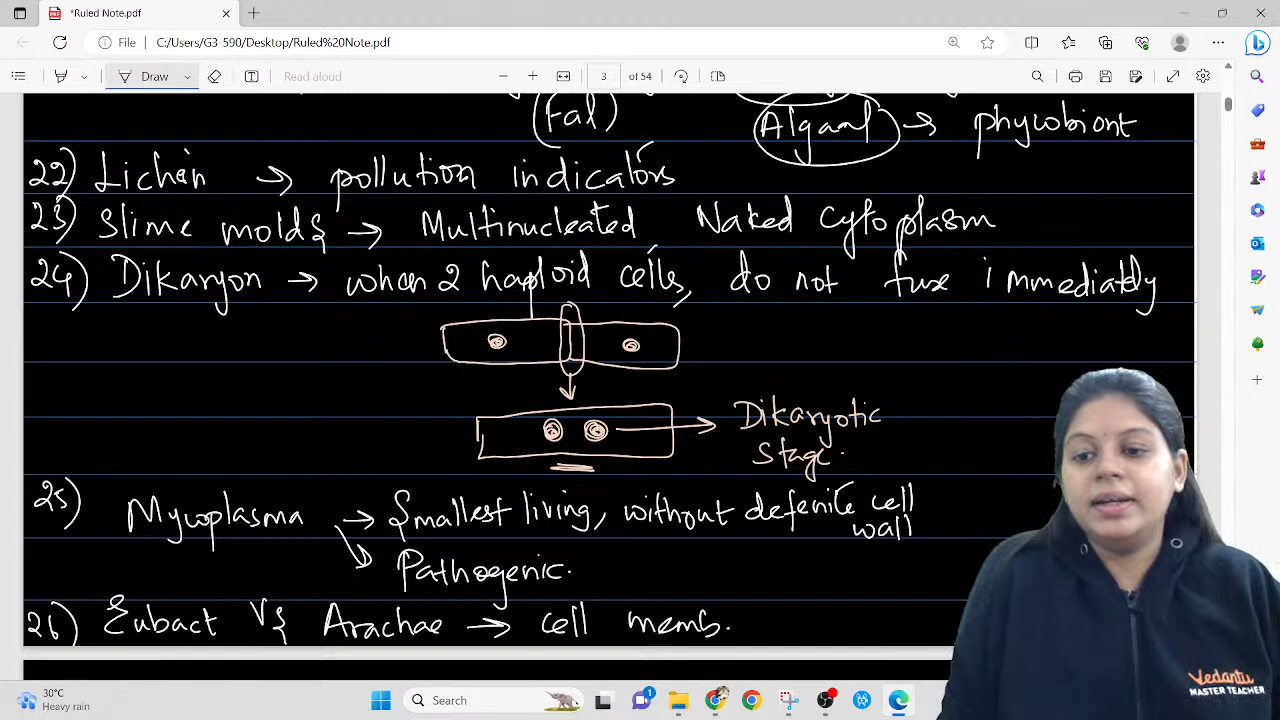 *Ruled Note.pdf
File C:/Users/G3-590/Desktop/Ruled%20Note.pdf
Draw Read aloud 3 of 54
(Fal) Algaal → phycobiont
22) Lichen → pollution indicators
23) Slime molds → Multinucleated Naked cytoplasm
24) Dikaryon → when 2 haploid cells, do not fuse immediately
Dikaryotic
Stage.
25) Mycoplasma → Smallest living, without defenite cell
wall
Pathogenic.
26) Eubact Vs Arachae → cell memb.
Vedantu
MASTER TEACHER
30°C
Heavy rain
Search
1